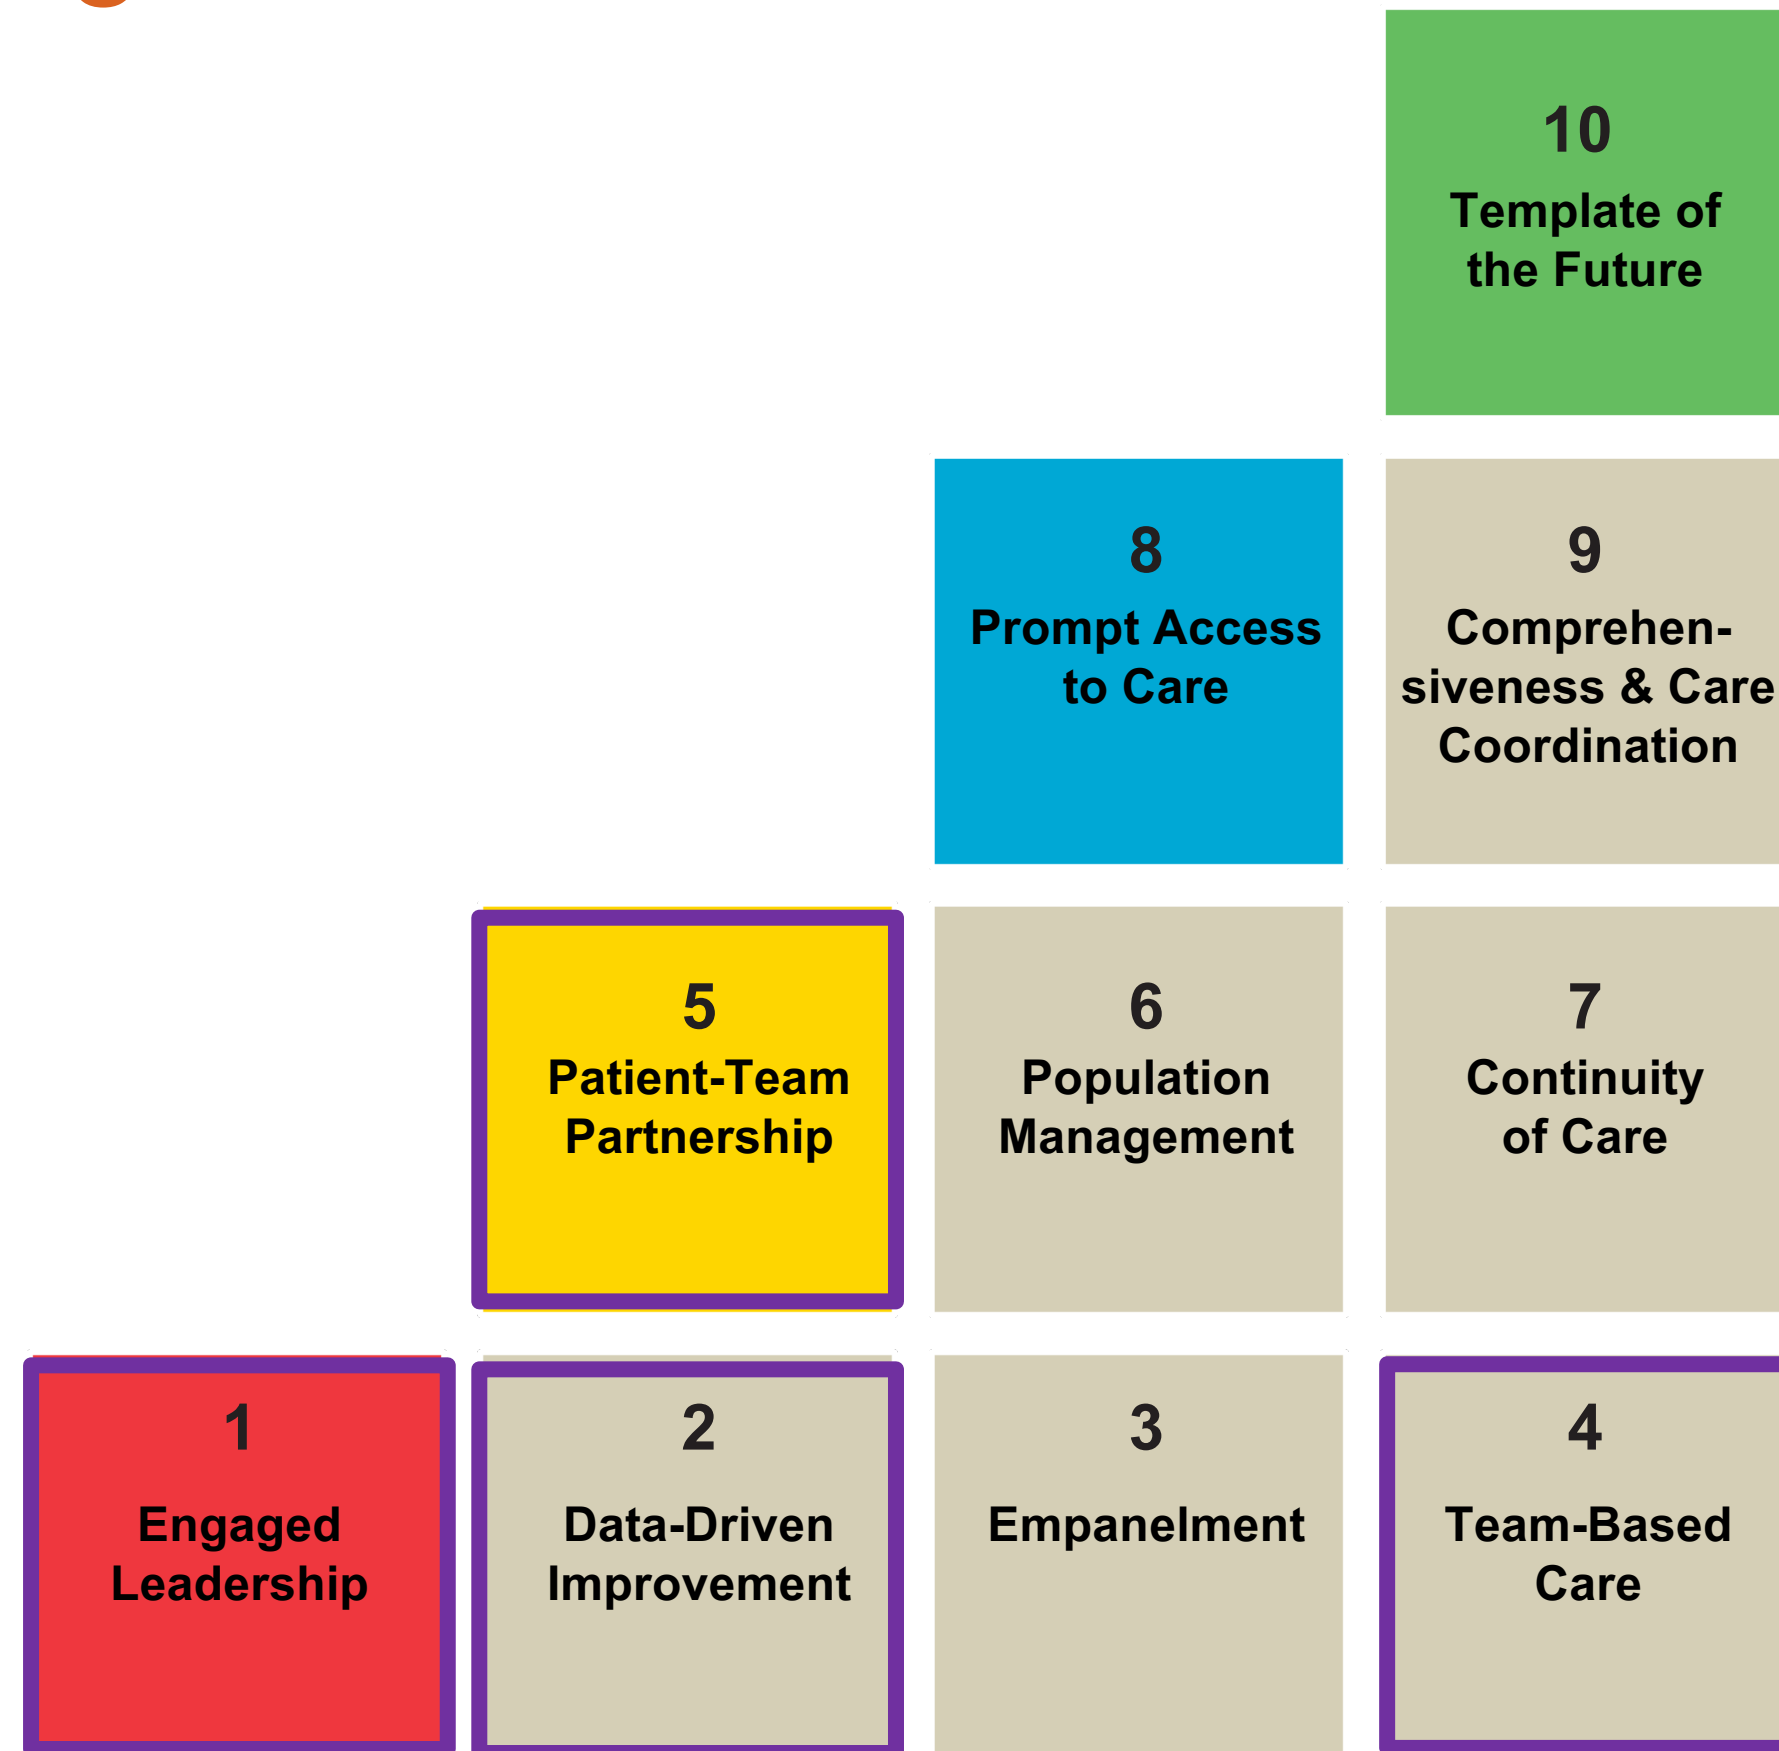 10
Template of
the Future
8
Prompt Access
to Care
9
Comprehen-
siveness & Care
Coordination
5
Patient-Team
Partnership
6
Population
Management
7
Continuity
of Care
1
Engaged
Leadership
2
Data-Driven
Improvement
3
Empanelment
4
Team-Based
Care